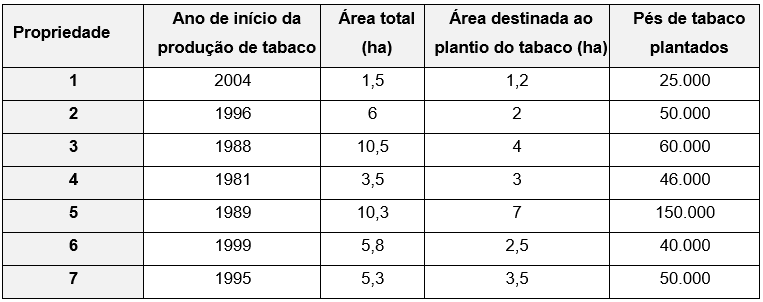 Propriedade Ano de início da produção de tabaco Área total (ha) Área destinada ao plantio do tabaco (ha) Pés de tabaco plantados
1 2004 1,5 1,2 25.000
2 1996 6 2 50.000
3 1988 10,5 4 60.000
4 1981 3,5 3 46.000
5 1989 10,3 7 150.000
6 1999 5,8 2,5 40.000
7 1995 5,3 3,5 50.000